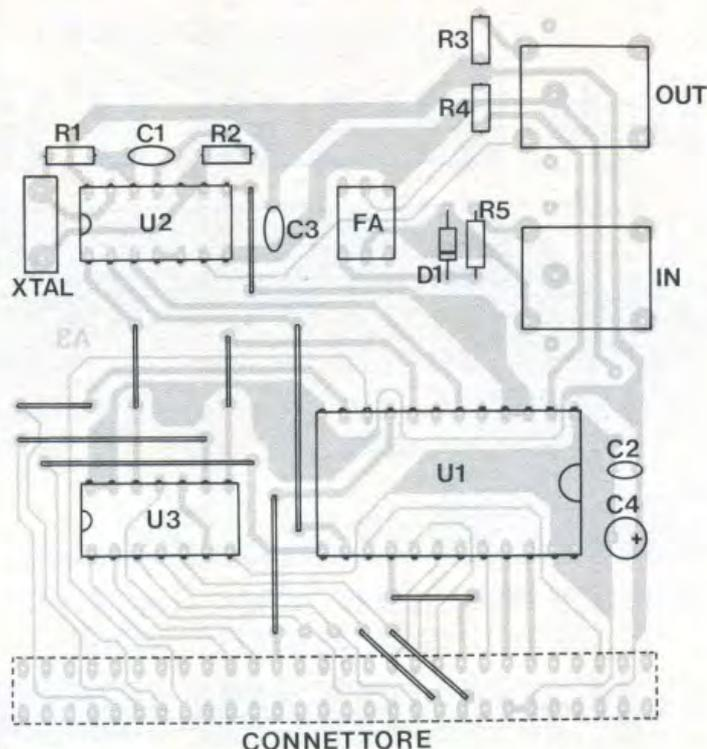 R3
OUT
R4
R1
C1
R2
U2
C3
FA
R5
D1
IN
XTAL
A3
C2
U1
C4
U3
+
CONNETTORE